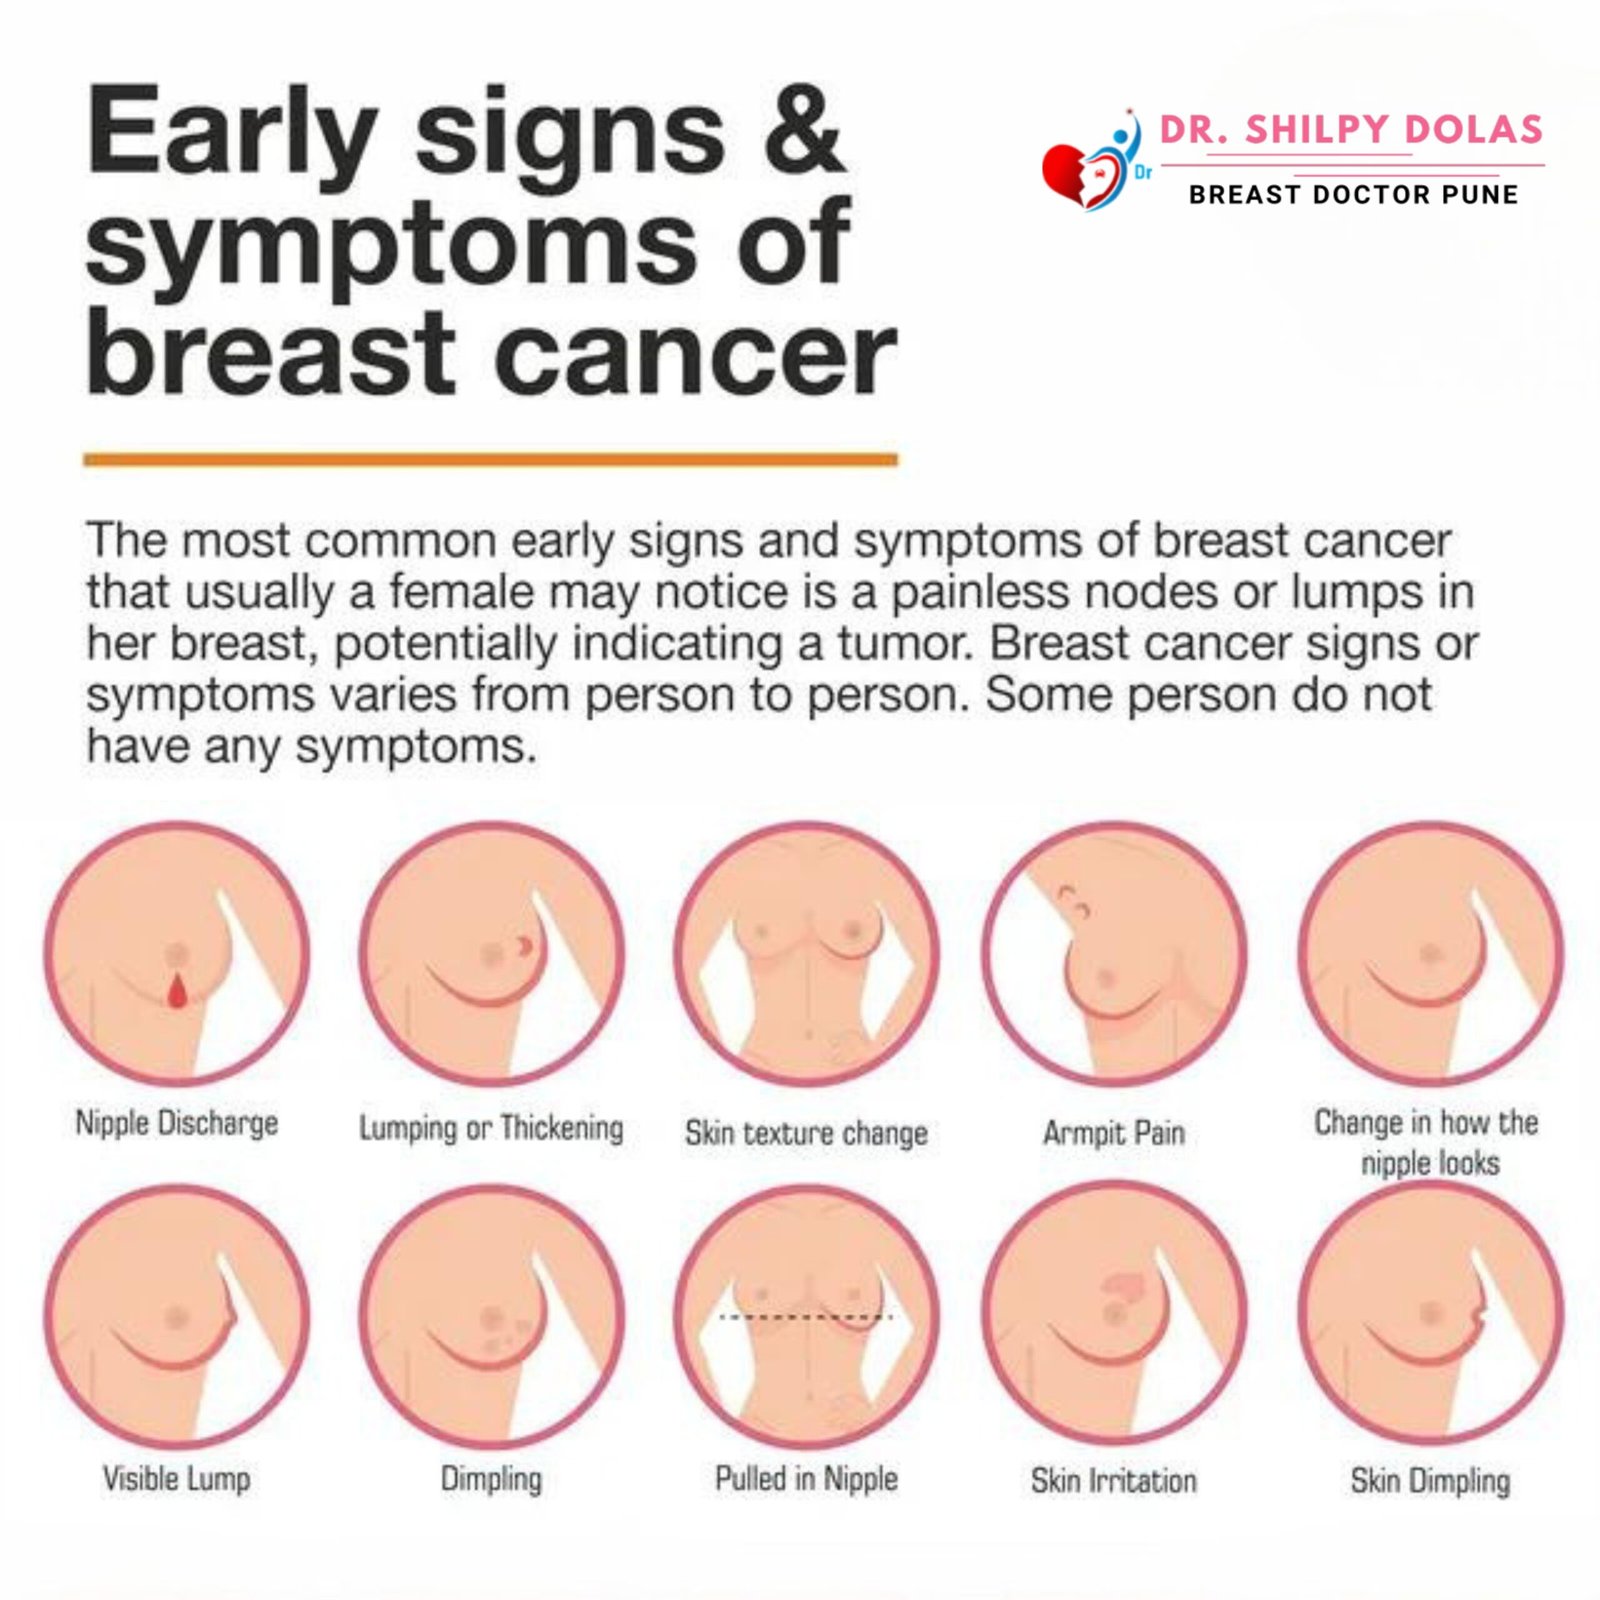 Early signs &
symptoms of
breast cancer
Dr
DR. SHILPY DOLAS
BREAST DOCTOR PUNE
The most common early signs and symptoms of breast cancer
that usually a female may notice is a painless nodes or lumps in
her breast, potentially indicating a tumor. Breast cancer signs or
symptoms varies from person to person. Some person do not
have any symptoms.
Nipple Discharge
Lumping or Thickening
Skin texture change
Armpit Pain
Change in how the
nipple looks
Visible Lump
Dimpling
Pulled in Nipple
Skin Irritation
Skin Dimpling